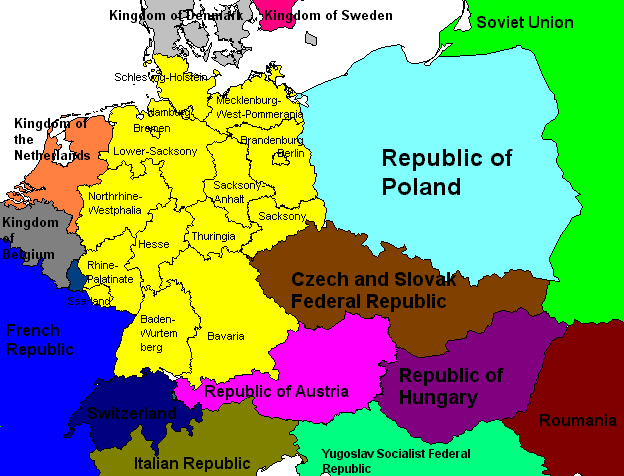 Kingdom of Denmark
Kingdom of Sweden
Soviet Union
Schleswig-Holstein
Hamburg
Mecklenburg-
West-Pommerania
Bremen
Kingdom of
the
Netherlands
Lower-Sacksony
Brandenburg
Berlin
Republic of
Poland
Sacksony-
Anhalt
Northrhine-
Westphalia
Sacksony
Kingdom
of
Belgium
Hesse
Thuringia
Rhine-
Palatinate
Saarland
Czech and Slovak
Federal Republic
French
Republic
Baden-
Wurtem
berg
Bavaria
Republic of Austria
Republic of
Hungary
Switzerland
Roumania
Italian Republic
Yugoslav Socialist Federal
Republic